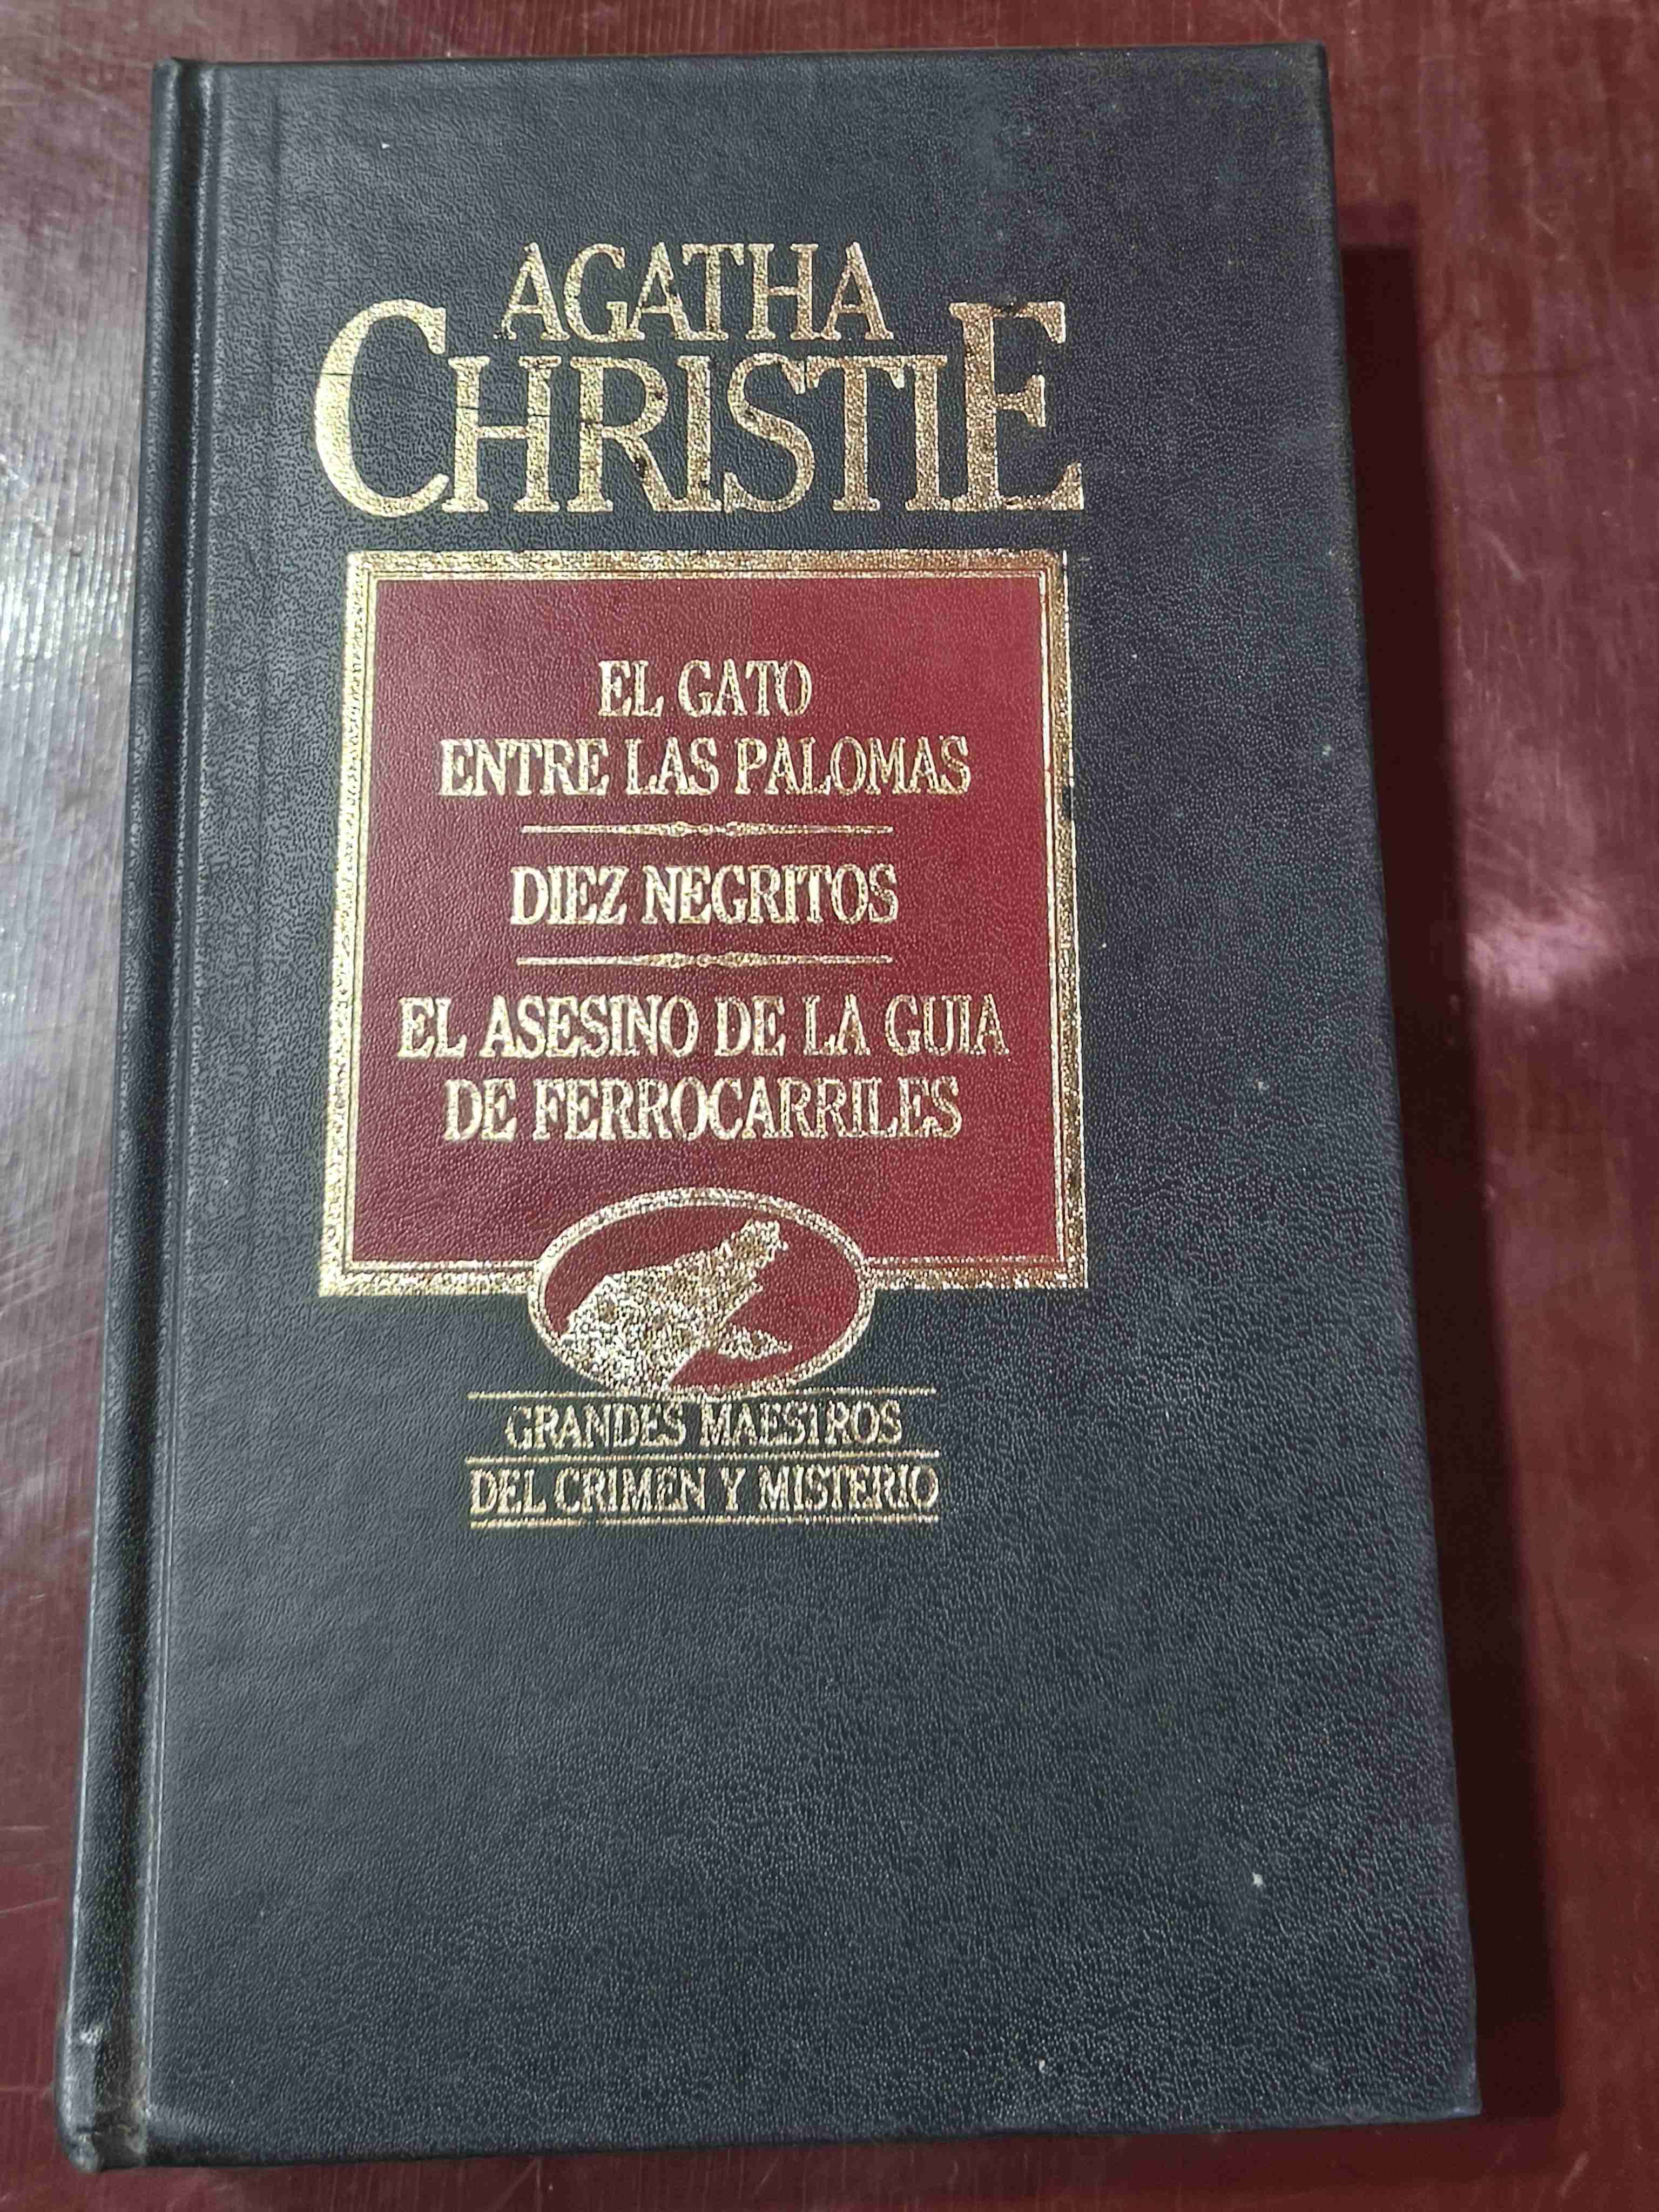 AGATHA
CHRISTIE
EL GATO
ENTRE LAS PALOMAS
DIEZ NEGRITOS
EL ASESINO DE LA GUIA
DE FERROCARRILES
GRANDES MAESTROS
DEL CRIMEN Y MISTERIO